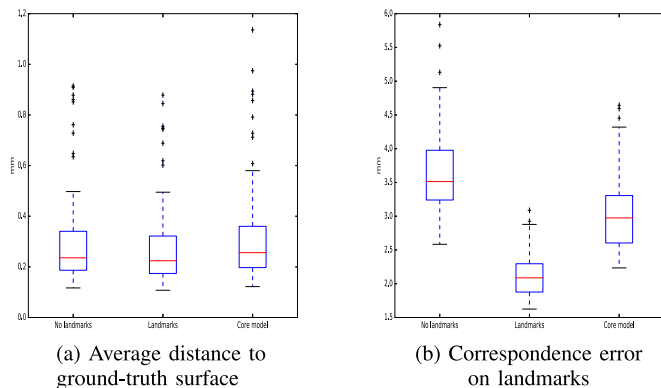 1.2
1.0
0.8
mm
0.6
0.4
0.2
0.0
No landmarks Landmarks Core model
(a) Average distance to
ground-truth surface
6.0
5.5
5.0
4.5
mm
4.0
3.5
3.0
2.5
2.0
1.5
No landmarks Landmarks Core model
(b) Correspondence error
on landmarks